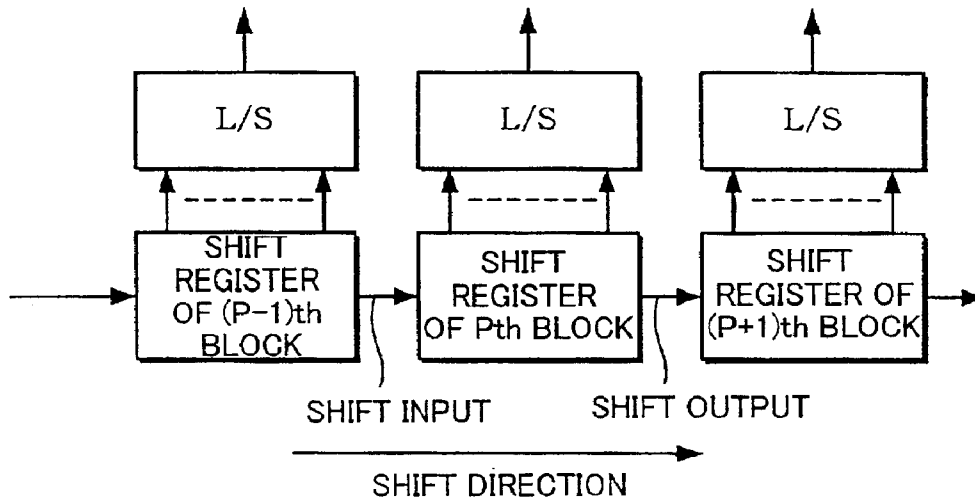 L/S
L/S
L/S
SHIFT
REGISTER
OF (P-1)th
BLOCK
SHIFT
REGISTER
OF Pth BLOCK
SHIFT
REGISTER OF
(P+1)th BLOCK
SHIFT INPUT
SHIFT OUTPUT
SHIFT DIRECTION